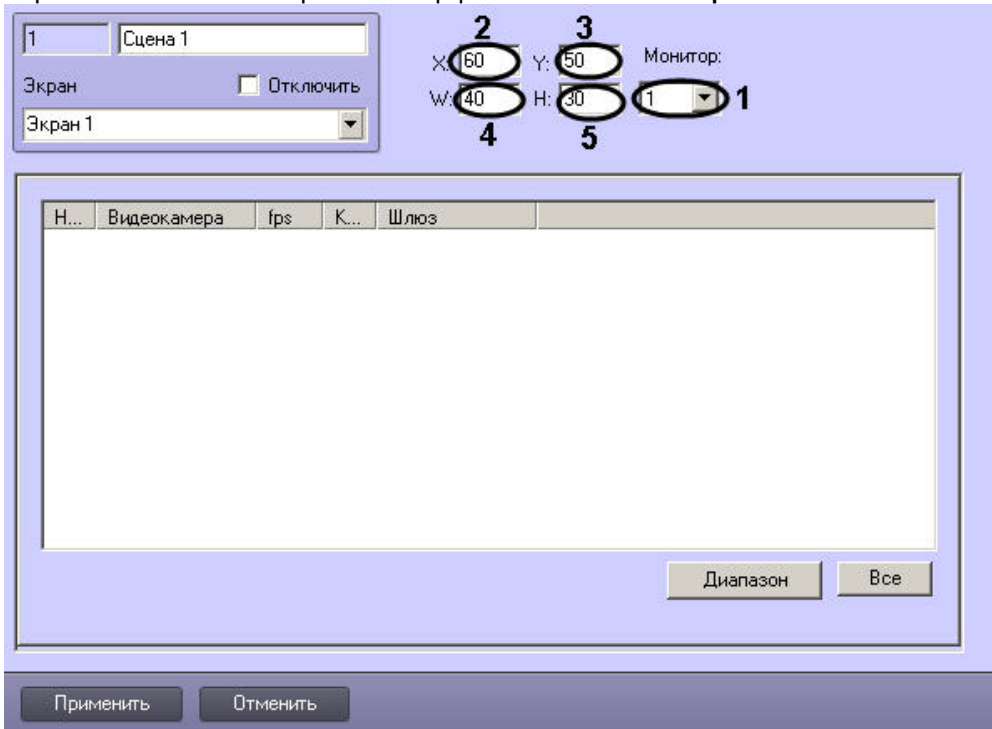 1 Сцена 1
Экран Отключить
Экран 1
2 3
X: 60 Y: 50 Монитор:
W: 40 H: 30 1 1
4 5
Н... Видеокамера fps К... Шлюз
Диапазон Все
Применить Отменить